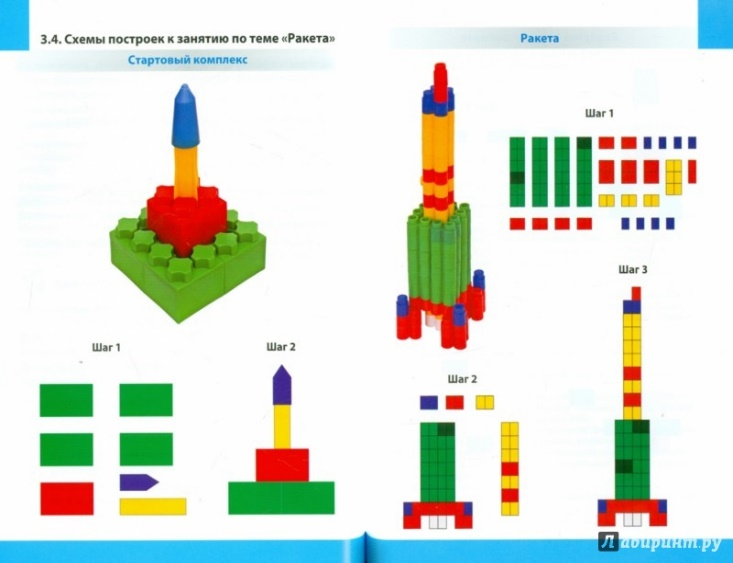 3.4. Схемы построек к занятию по теме «Ракета»
Стартовый комплекс
Шаг 1
Шаг 2
Ракета
Шаг 1
Шаг 3
Шаг 2
Лабиринт.ру